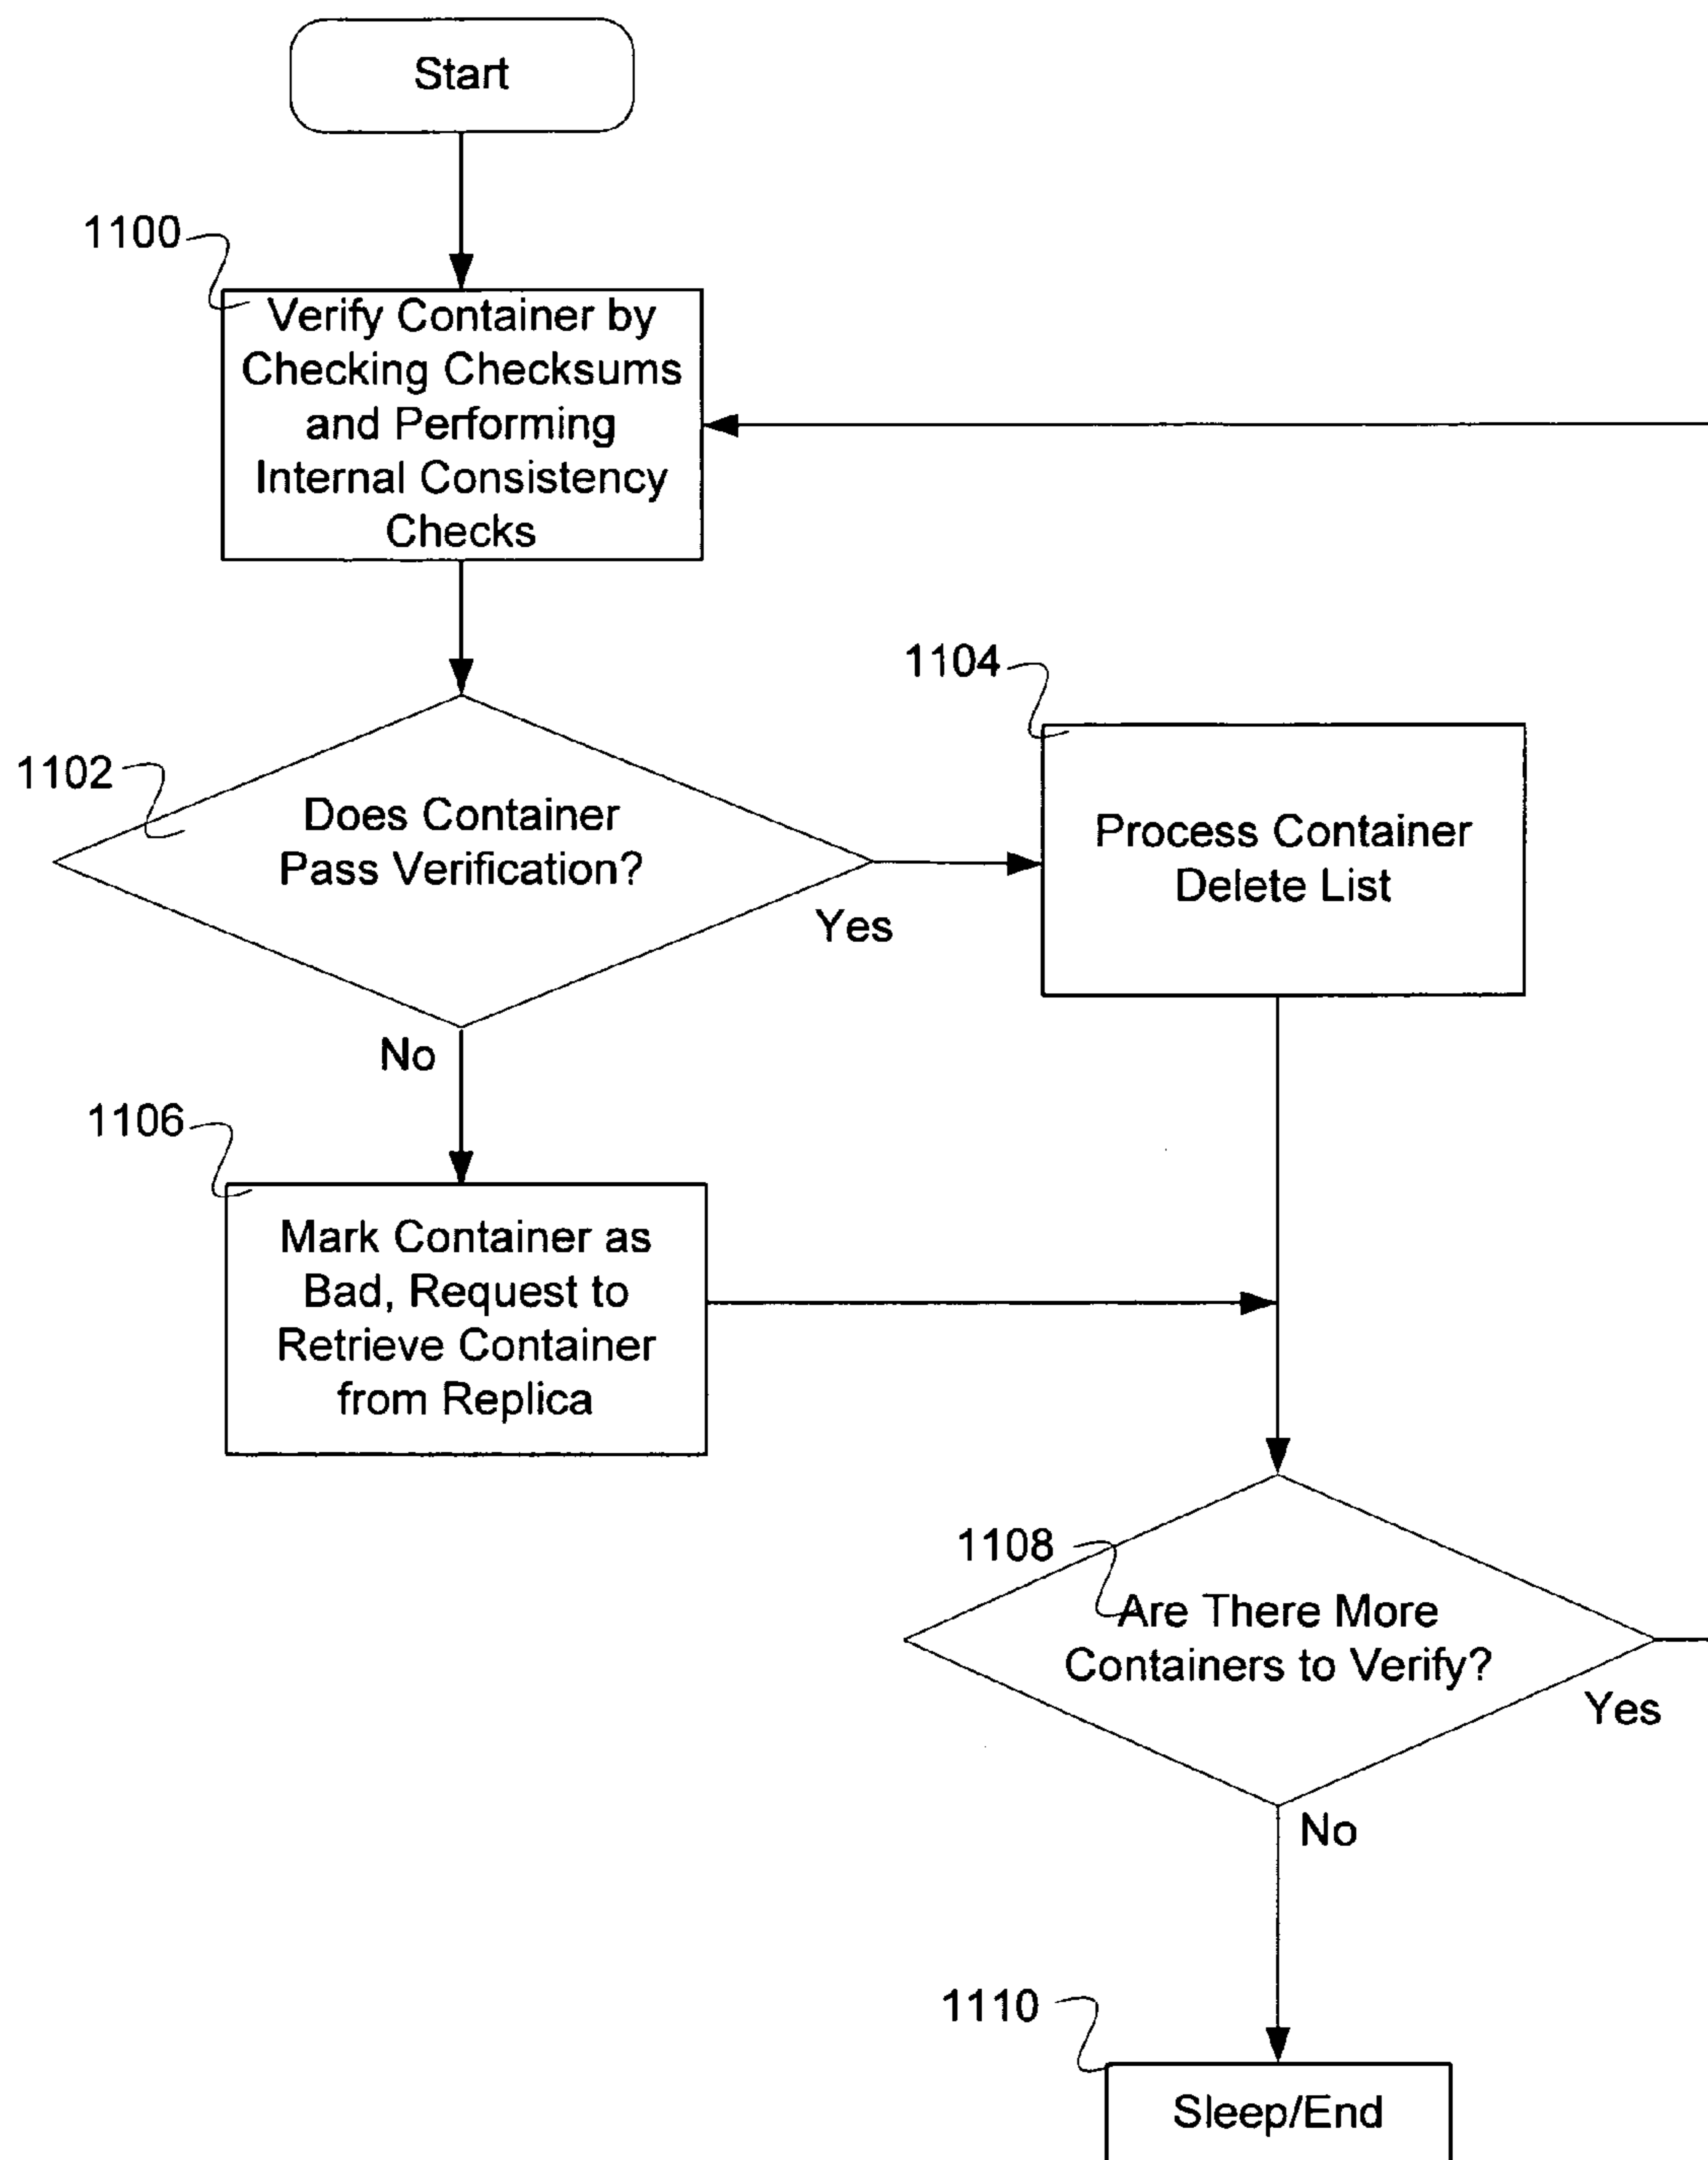 Start
1100
Verify Container by
Checking Checksums
and Performing
Internal Consistency
Checks
1102
Does Container
Pass Verification?
Yes
No
1104
Process Container
Delete List
1106
Mark Container as
Bad, Request to
Retrieve Container
from Replica
1108
Are There More
Containers to Verify?
Yes
No
1110
Sleep/End